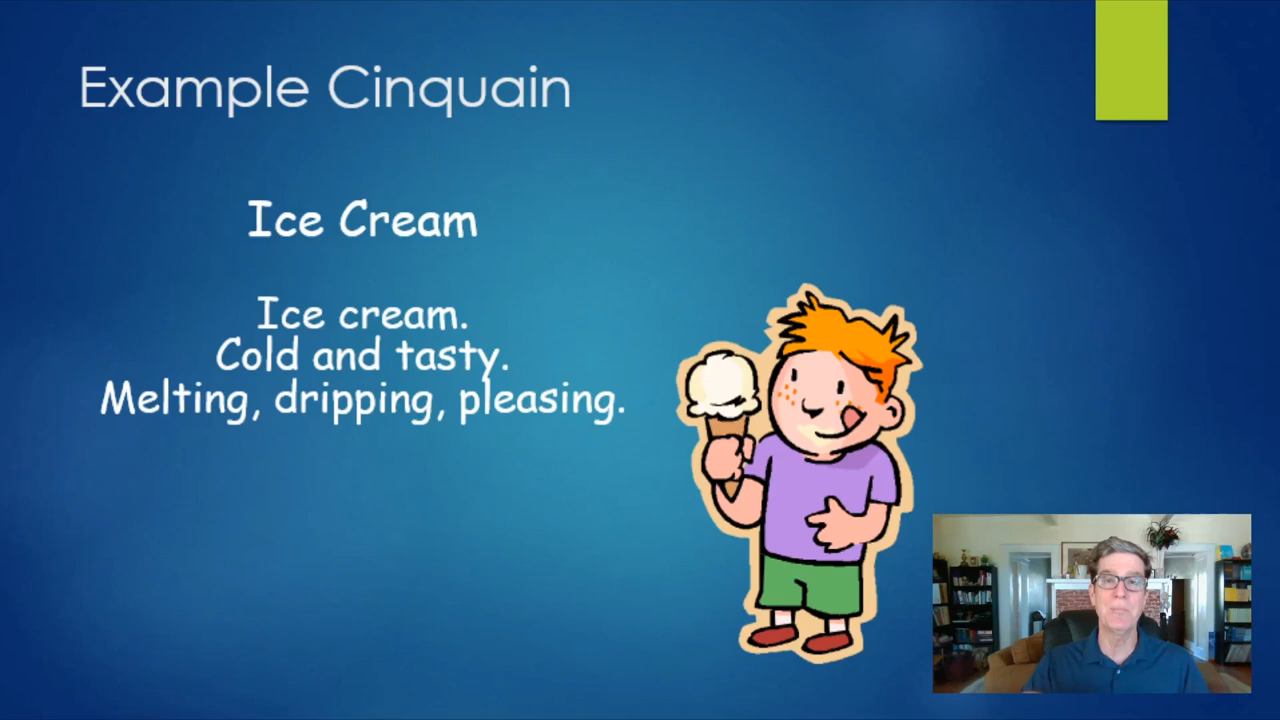 Example Cinquain
Ice Cream
Ice cream.
Cold and tasty.
Melting, dripping, pleasing.